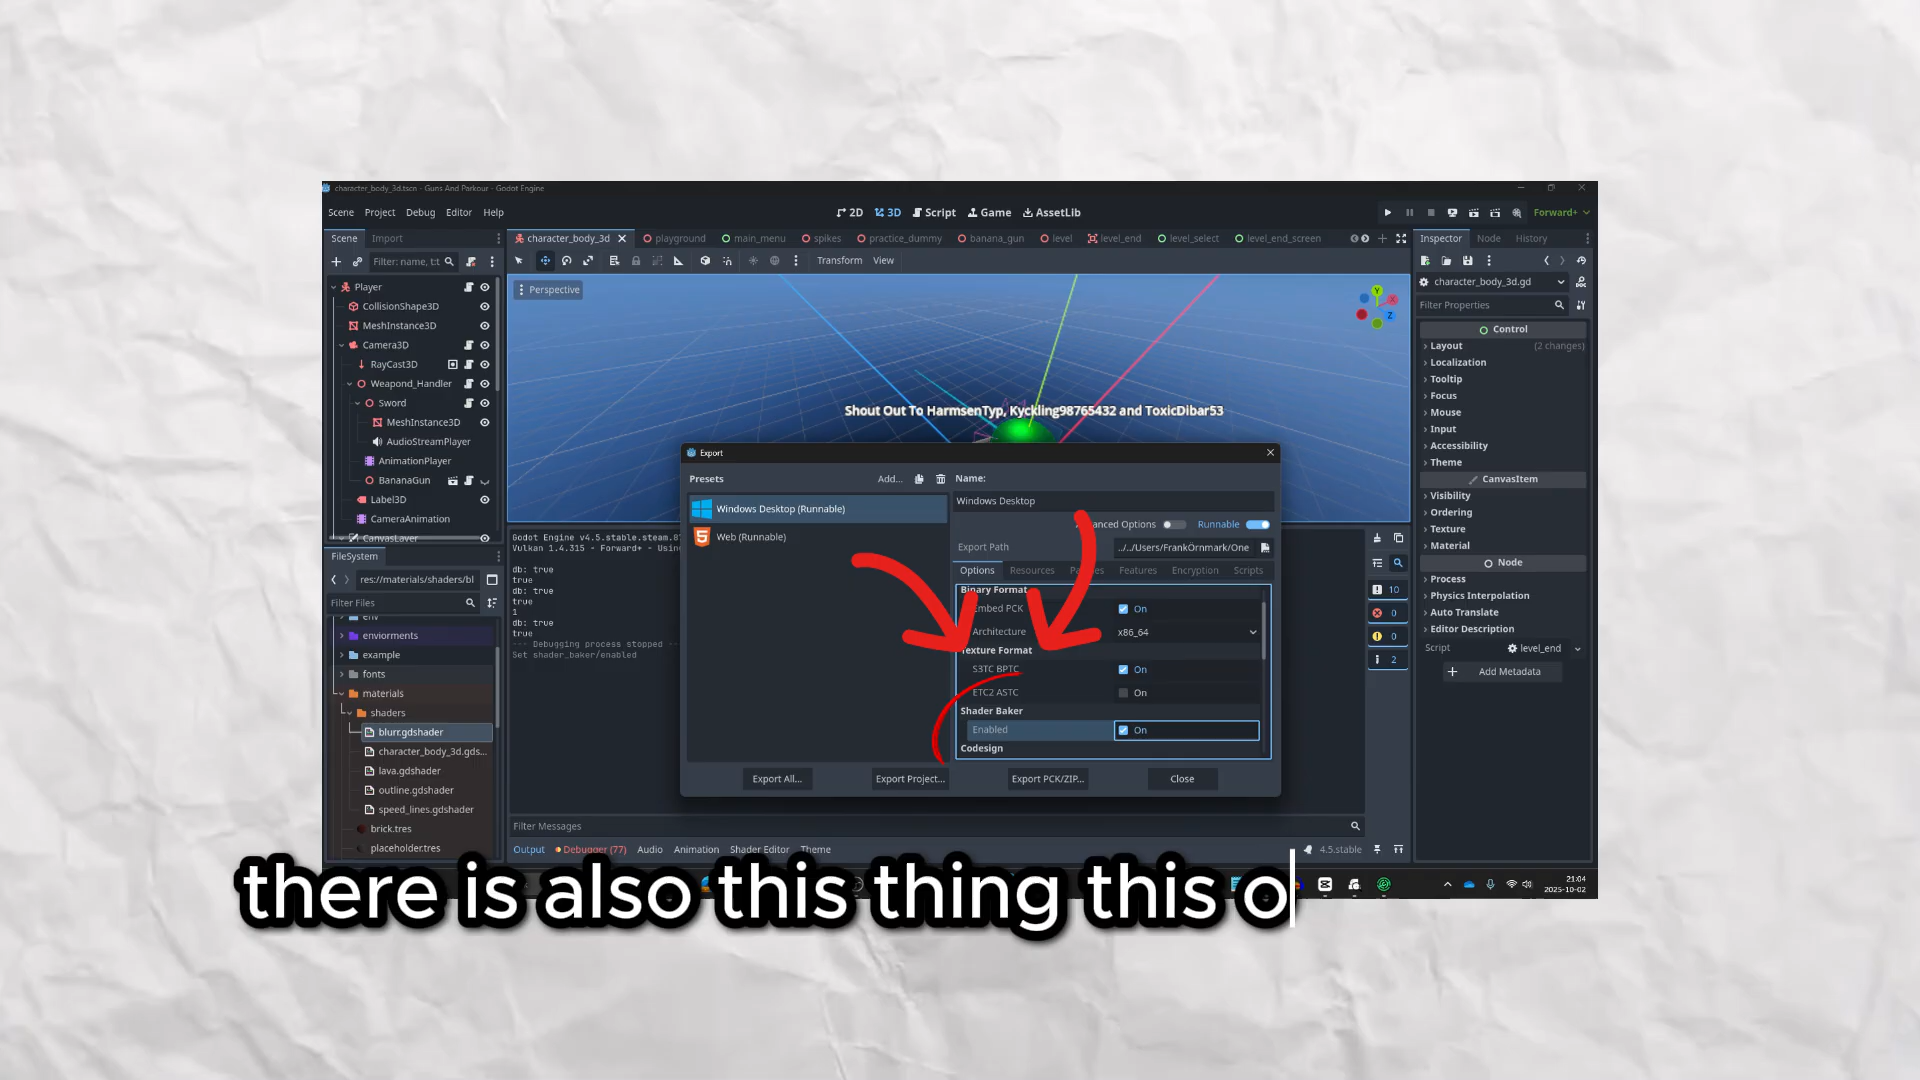 character_body_3d.tscn - Guns And Parkour - Godot Engine
Scene Project Debug Editor Help
2D 3D Script Game AssetLib
Forward+
Scene Import
character_body_3d playground main_menu spikes practice_dummy banana_gun level level_end level_select level_end_screen
Inspector Node History
Filter: name, t:t
Transform View
Player
CollisionShape3D
MeshInstance3D
Camera3D
RayCast3D
Weapond_Handler
Sword
MeshInstance3D
AudioStreamPlayer
AnimationPlayer
BananaGun
Label3D
CameraAnimation
CanvasLayer
FileSystem
res://materials/shaders/bl
Filter Files
env
enviorments
example
fonts
materials
shaders
blurr.gdshader
character_body_3d.gds...
lava.gdshader
outline.gdshader
speed_lines.gdshader
brick.tres
placeholder.tres
Perspective
Y
X
Z
Shout Out To HarmsenTyp, Kyckling98765432 and ToxicDibar53
Export
Presets
Add...
Windows Desktop (Runnable)
Web (Runnable)
Name:
Windows Desktop
Advanced Options Runnable
Export Path ../../Users/FrankÖrnmark/One
Options Resources Features Encryption Scripts
Binary Format
Embed PCK On
Architecture x86_64
Texture Format
S3TC BPTC On
ETC2 ASTC On
Shader Baker
Enabled On
Codesign
Export All... Export Project... Export PCK/ZIP... Close
Godot Engine v4.5.stable.steam.8
Vulkan 1.4.315 - Forward+ - Usin
db: true
true
db: true
true
1
db: true
true
--- Debugging process stopped ---
Set shader_baker/enabled
10
0
0
2
Filter Messages
Output Debugger (77) Audio Animation Shader Editor Theme
4.5.stable
character_body_3d.gd
Filter Properties
Control
Layout (2 changes)
Localization
Tooltip
Focus
Mouse
Input
Accessibility
Theme
CanvasItem
Visibility
Ordering
Texture
Material
Node
Process
Physics Interpolation
Auto Translate
Editor Description
Script level_end
Add Metadata
21:04
2025-10-02
there is also this thing this o